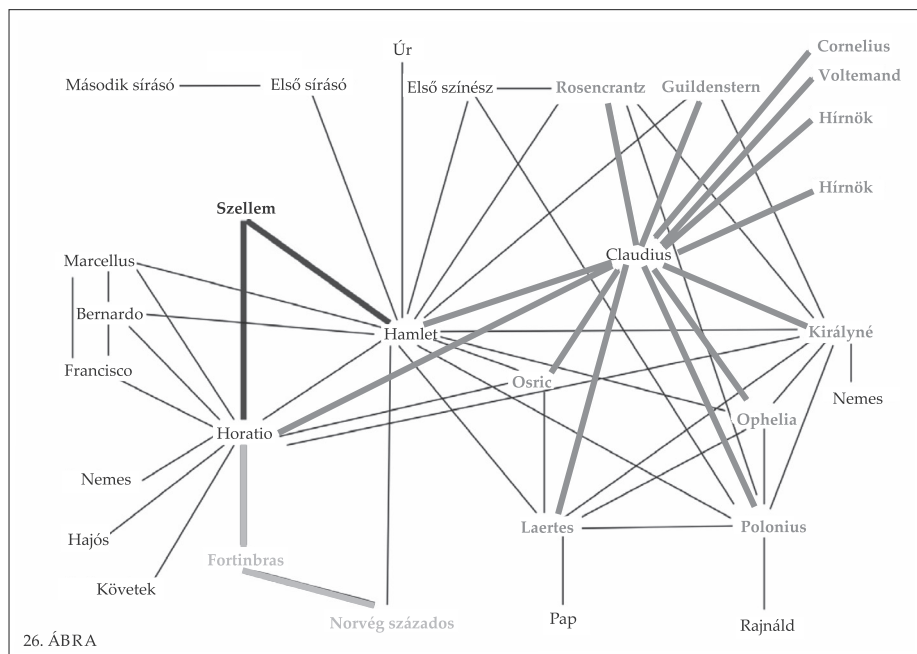 Úr
Cornelius
Voltemand
Második sírásó
Első sírásó
Első színész
Rosencrantz
Guildenstern
Hírnök
Hírnök
Szellem
Marcellus
Claudius
Bernardo
Hamlet
Királyné
Francisco
Osric
Nemes
Ophelia
Horatio
Nemes
Laertes
Polonius
Hajós
Fortinbras
Követek
Norvég százados
Pap
Rajnáld
26. ÁBRA